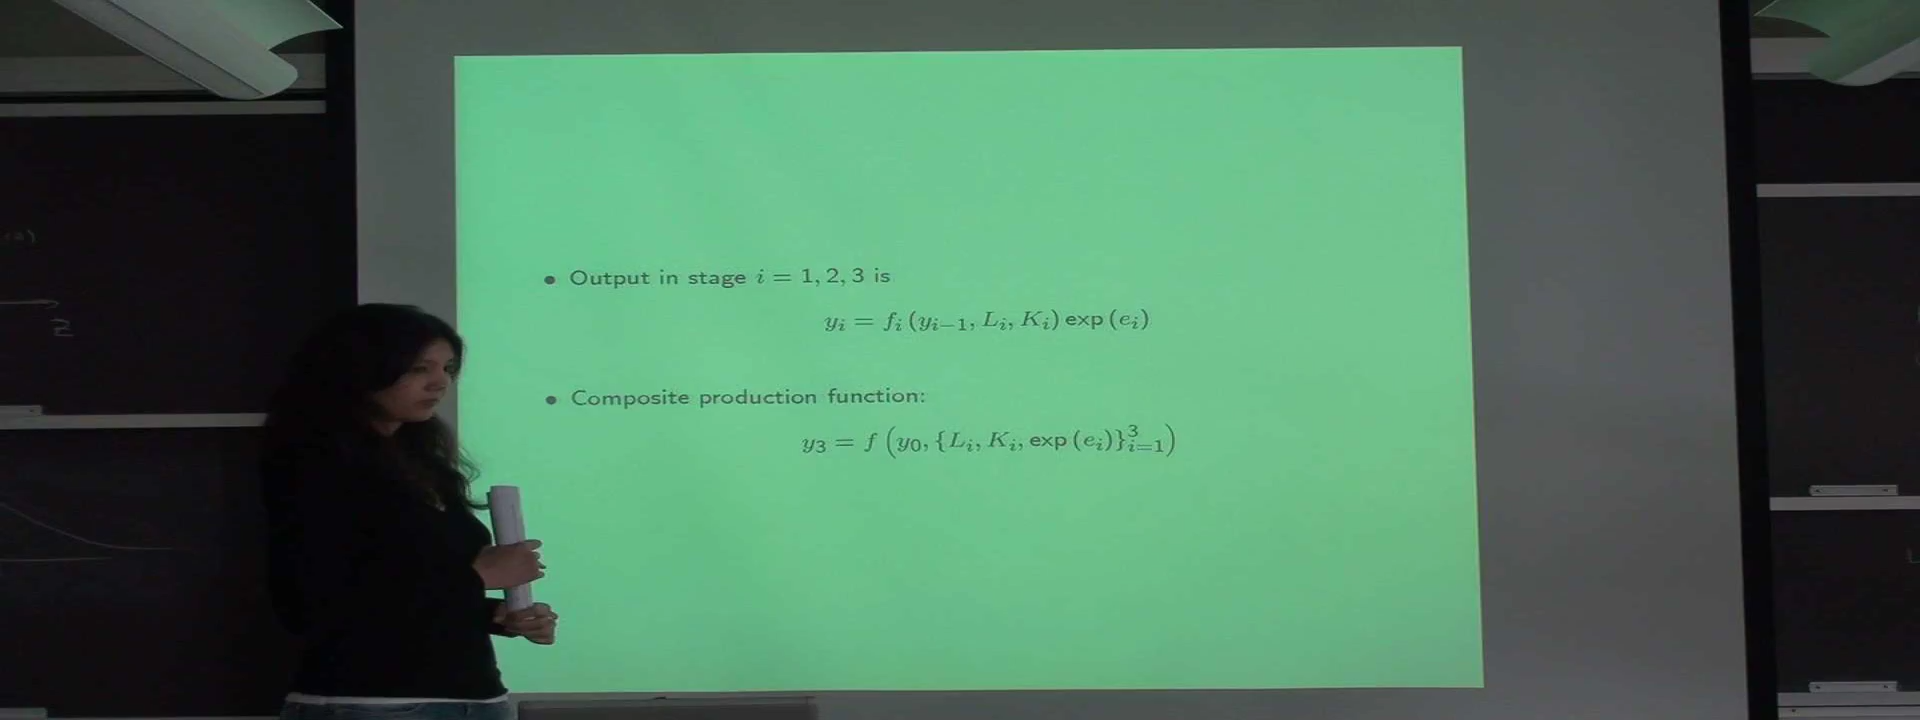 • Output in stage i = 1, 2, 3 is
y_i = f_i (y_{i−1}, L_i, K_i) exp (e_i)
• Composite production function:
y_3 = f (y_0, {L_i, K_i, exp (e_i)}_{i=1}^3)
2